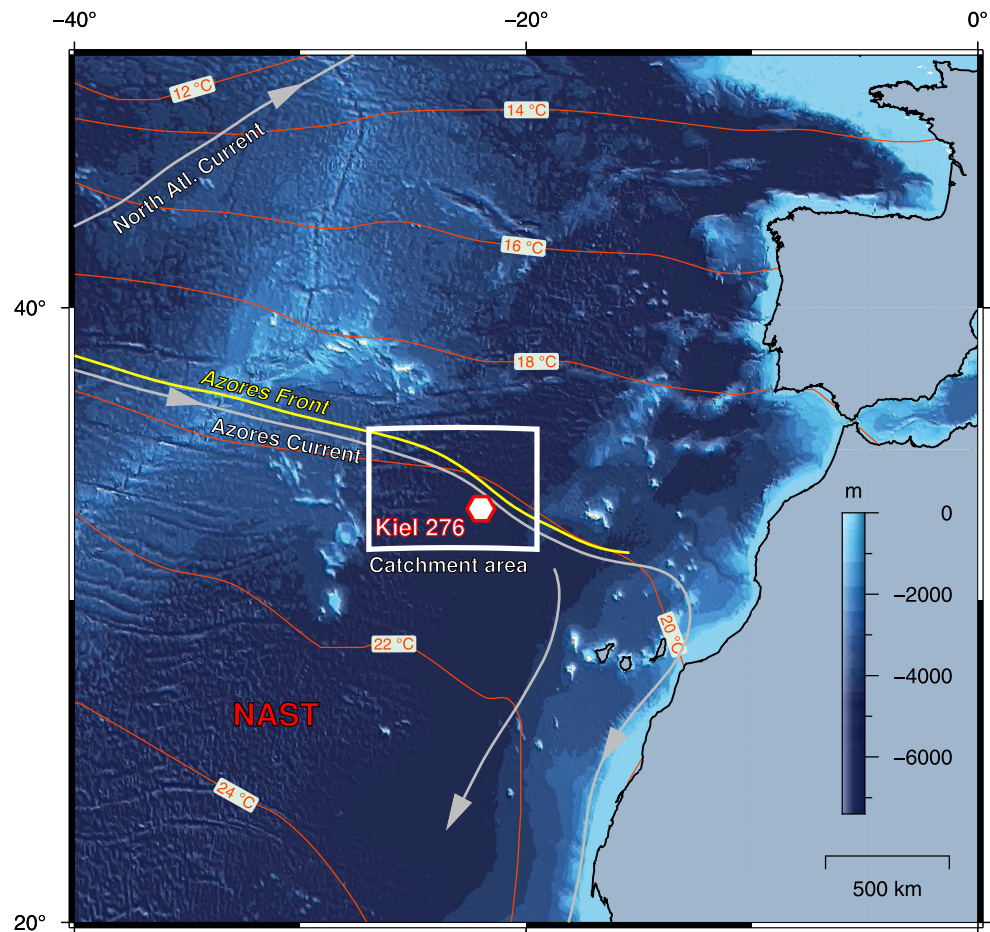 −40°
−20°
0°
12 °C
14 °C
North Atl. Current
16 °C
40°
18 °C
Azores Front
Azores Current
m
0
Kiel 276
Catchment area
−2000
20 °C
22 °C
−4000
NAST
−6000
24 °C
500 km
20°